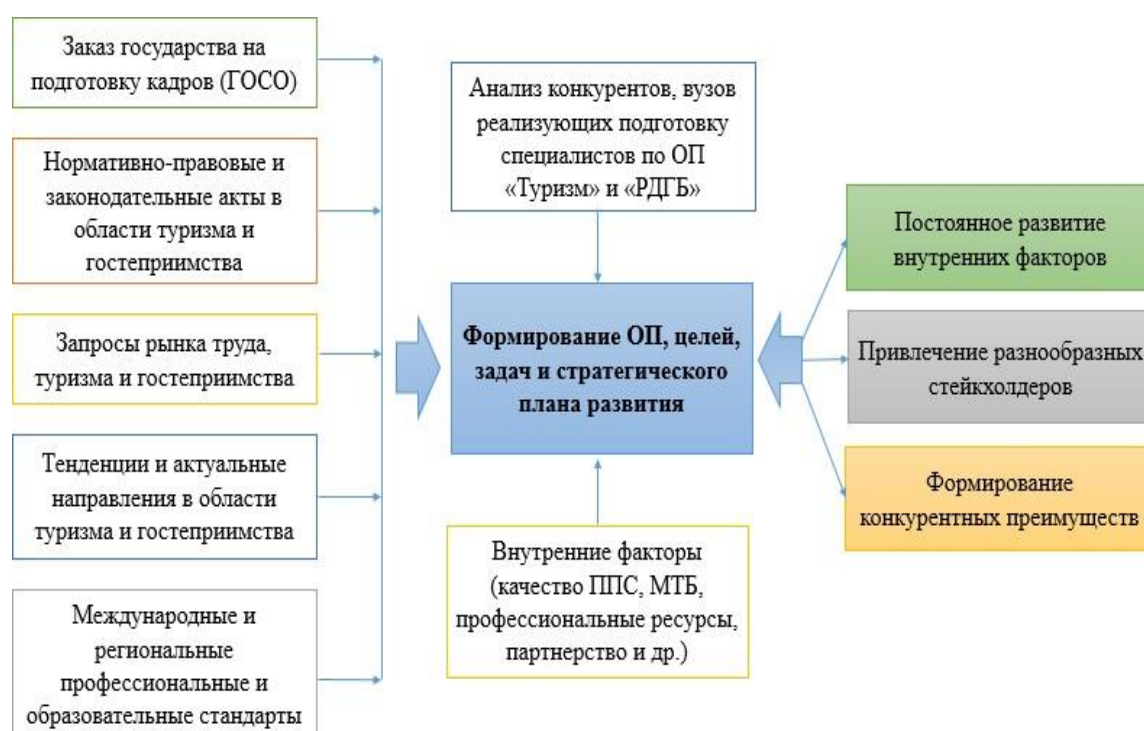 Заказ государства на
подготовку кадров (ГОСО)
Нормативно-правовые и
законодательные акты в
области туризма и
гостеприимства
Запросы рынка труда,
туризма и гостеприимства
Тенденции и актуальные
направления в области
туризма и гостеприимства
Международные и
региональные
профессиональные и
образовательные стандарты
Анализ конкурентов, вузов
реализующих подготовку
специалистов по ОП
«Туризм» и «РДГБ»
Формирование ОП, целей,
задач и стратегического
плана развития
Внутренние факторы
(качество ППС, МТБ,
профессиональные ресурсы,
партнерство и др.)
Постоянное развитие
внутренних факторов
Привлечение разнообразных
стейкхолдеров
Формирование
конкурентных преимуществ